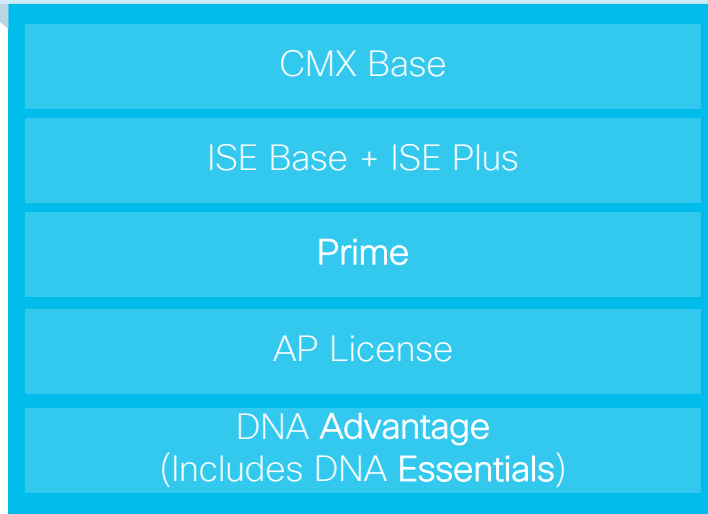 CMX Base
ISE Base + ISE Plus
Prime
AP License
DNA Advantage
(Includes DNA Essentials)